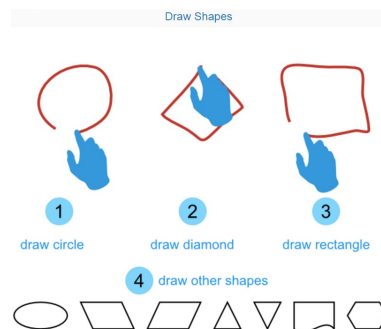 Draw Shapes
1 2 3
draw circle draw diamond draw rectangle
4 draw other shapes